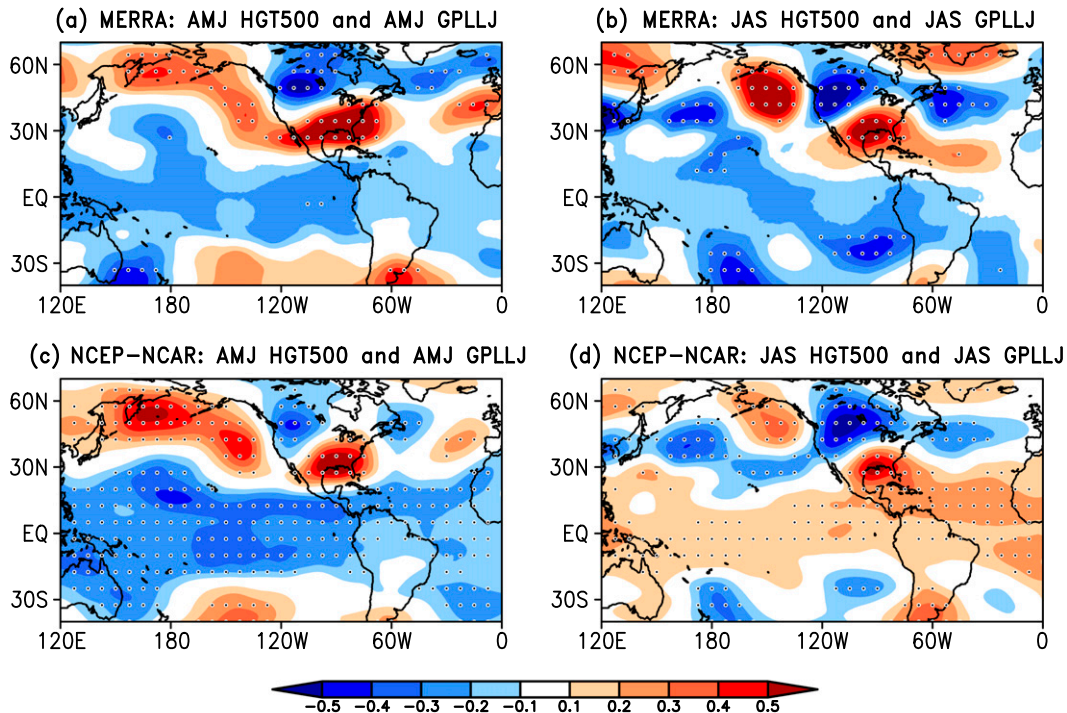 (a) MERRA: AMJ HGT500 and AMJ GPLLJ
(b) MERRA: JAS HGT500 and JAS GPLLJ
60N
30N
EQ
30S
120E 180 120W 60W 0
60N
30N
EQ
30S
120E 180 120W 60W 0
(c) NCEP-NCAR: AMJ HGT500 and AMJ GPLLJ
(d) NCEP-NCAR: JAS HGT500 and JAS GPLLJ
60N
30N
EQ
30S
120E 180 120W 60W 0
60N
30N
EQ
30S
120E 180 120W 60W 0
-0.5 -0.4 -0.3 -0.2 -0.1 0.1 0.2 0.3 0.4 0.5